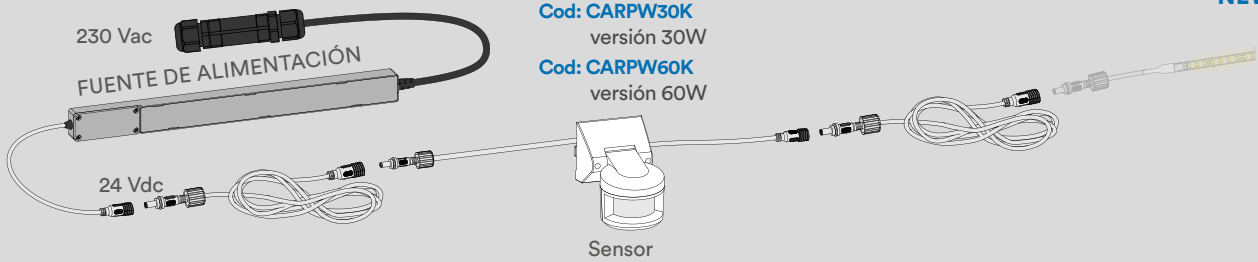 Cod: CARPW30K
versión 30W
Cod: CARPW60K
versión 60W
230 Vac
FUENTE DE ALIMENTACIÓN
24 Vdc
Sensor